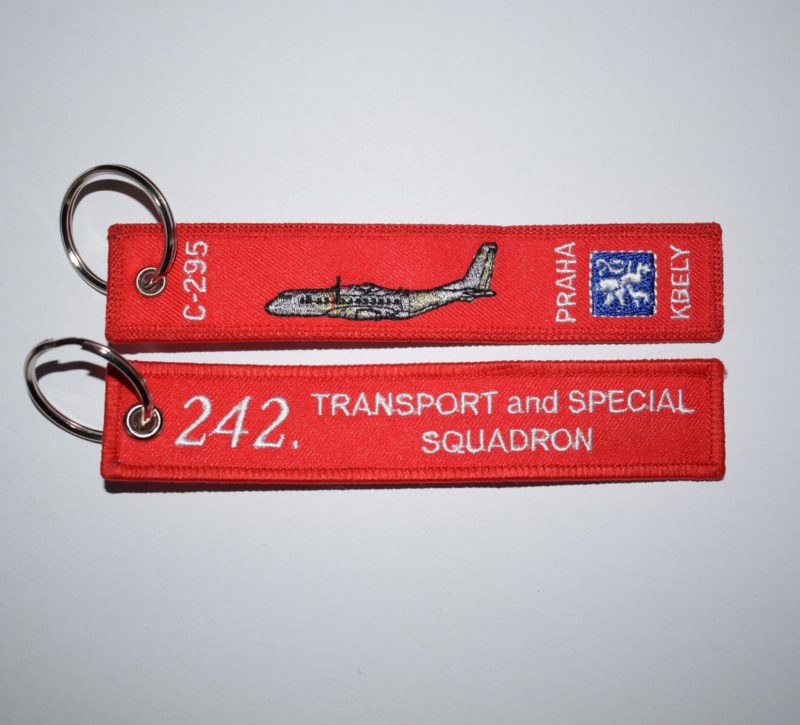 C-295
PRAHA
KBELY
242. TRANSPORT and SPECIAL
SQUADRON